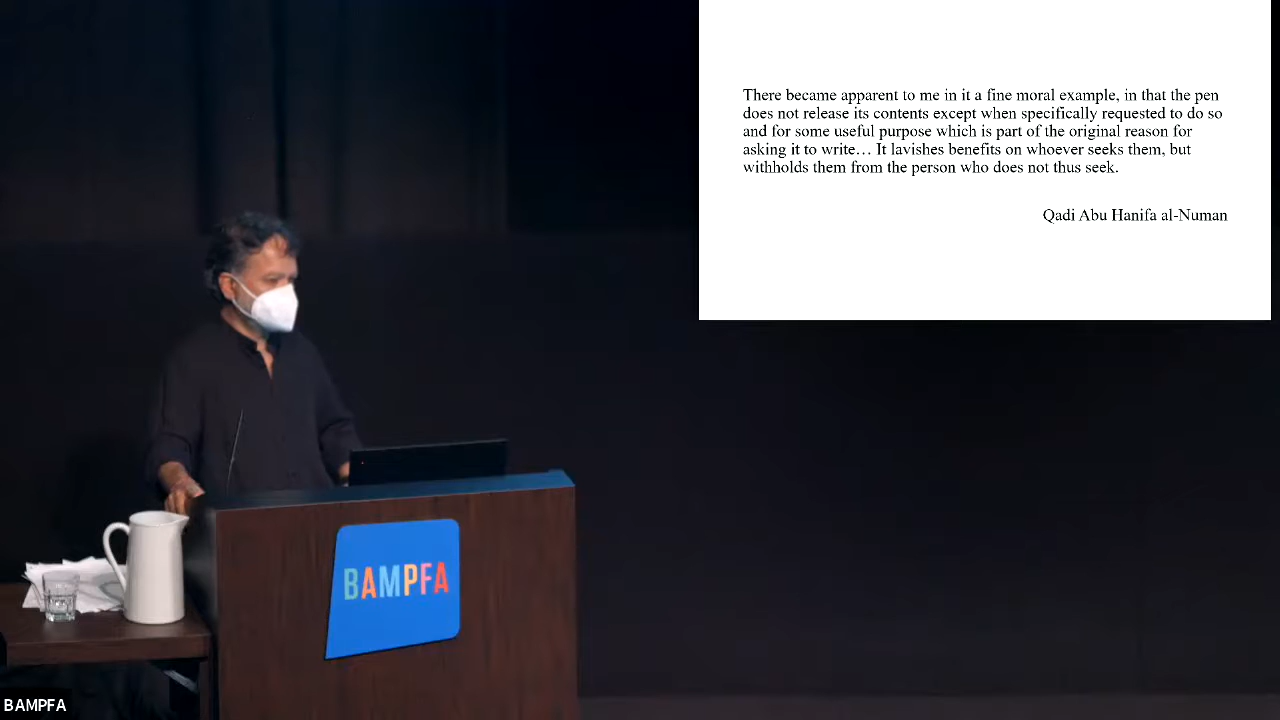 There became apparent to me in it a fine moral example, in that the pen
does not release its contents except when specifically requested to do so
and for some useful purpose which is part of the original reason for
asking it to write… It lavishes benefits on whoever seeks them, but
withholds them from the person who does not thus seek.
Qadi Abu Hanifa al-Numan
BAMPFA
BAMPFA